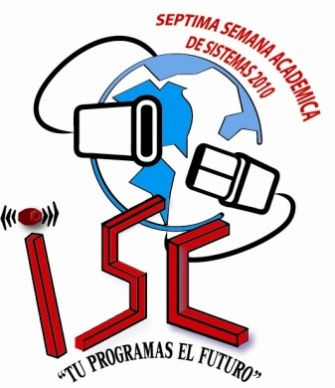 SEPTIMA SEMANA ACADEMICA
DE SISTEMAS 2010
ISC
"TU PROGRAMAS EL FUTURO"